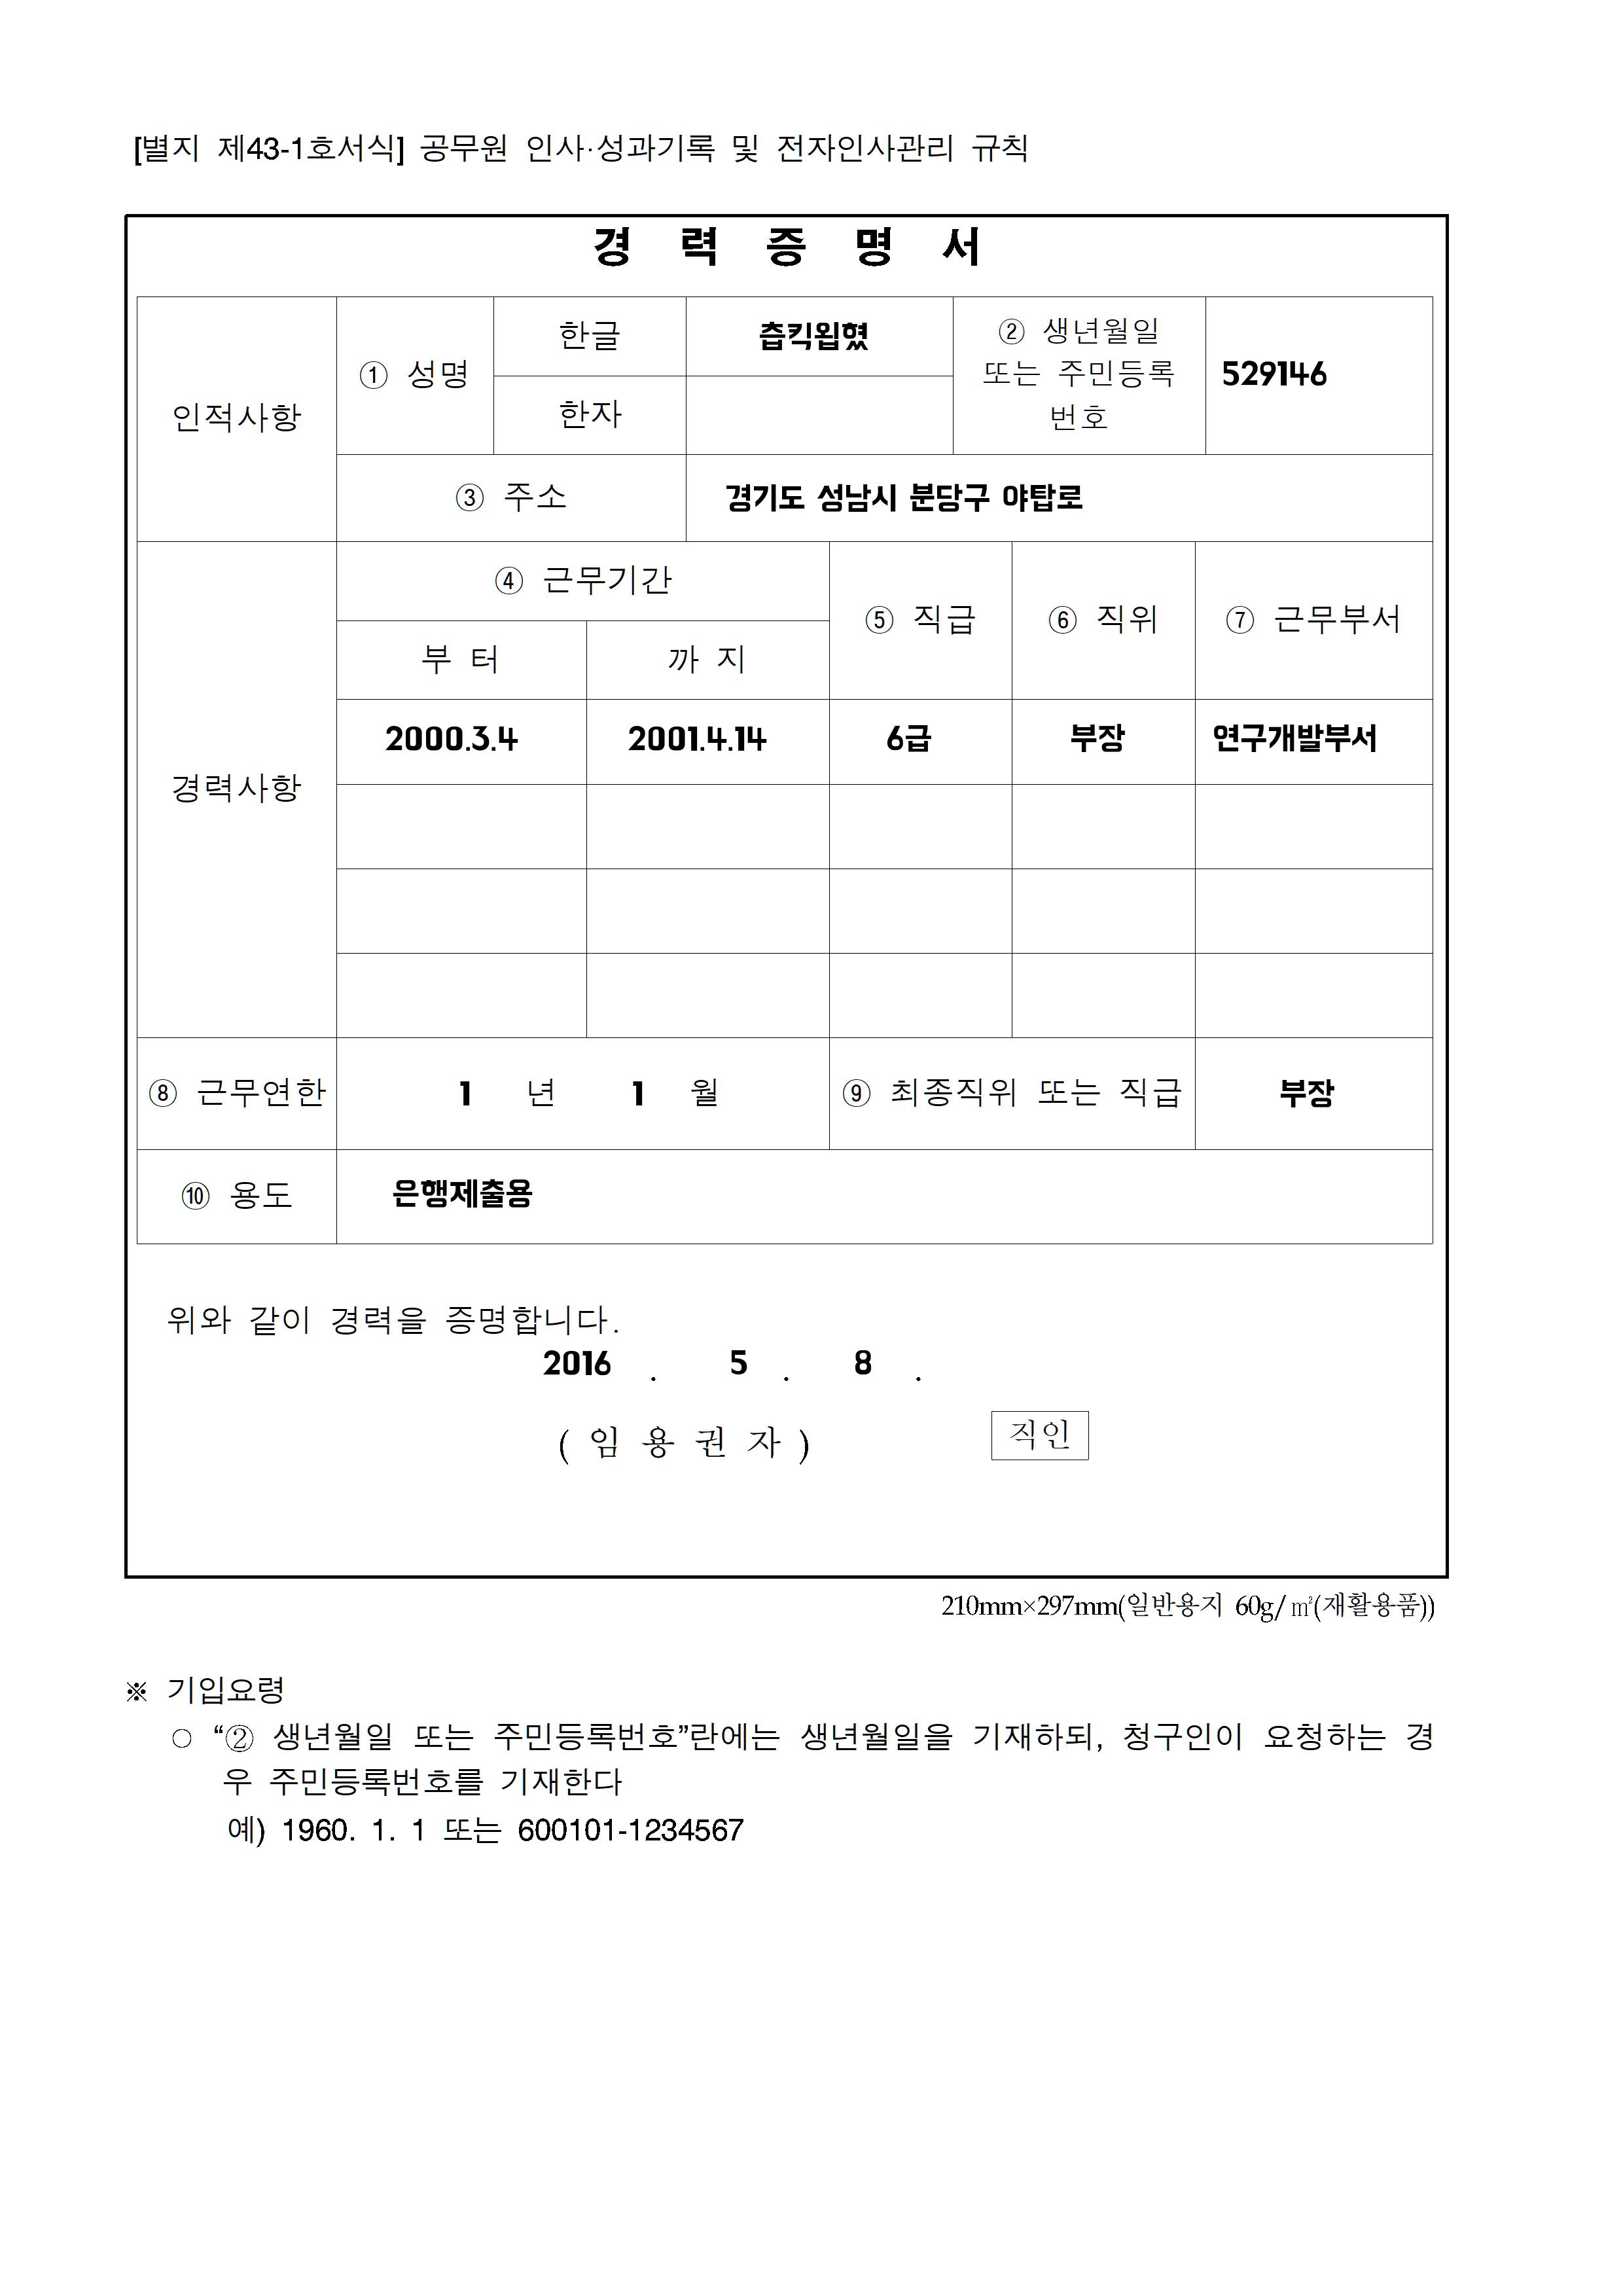 [별지 제43-1호서식] 공무원 인사·성과기록 및 전자인사관리 규칙
경 력 증 명 서
인적사항
① 성명
한글
츱킥윕혔
② 생년월일
또는 주민등록
번호
529146
한자
③ 주소
경기도 성남시 분당구 야탑로
경력사항
④ 근무기간
⑤ 직급
⑥ 직위
⑦ 근무부서
부 터
까 지
2000.3.4
2001.4.14
6급
부장
연구개발부서
⑧ 근무연한
1 년 1 월
⑨ 최종직위 또는 직급
부장
⑩ 용도
은행제출용
위와 같이 경력을 증명합니다.
2016 . 5 . 8 .
( 임 용 권 자 )
직인
210mm×297mm(일반용지 60g/㎡(재활용품))
※ 기입요령
○ “② 생년월일 또는 주민등록번호”란에는 생년월일을 기재하되, 청구인이 요청하는 경
우 주민등록번호를 기재한다
예) 1960. 1. 1 또는 600101-1234567